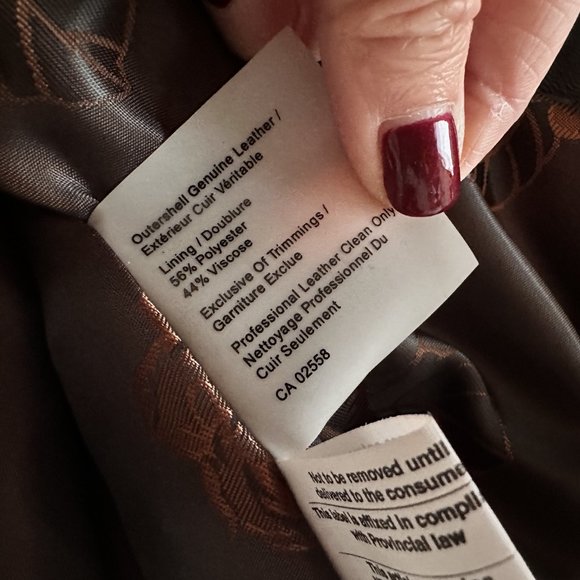 Outershell Genuine Leather /
Extérieur Cuir Véritable
Lining / Doublure
56% Polyester
44% Viscose
Exclusive Of Trimmings /
Garniture Exclue
Professional Leather Clean Only
Nettoyage Professionnel Du
Cuir Seulement
CA 02558
Not to be removed until
delivered to the consume
This label is affixed in compli
with Provincial law